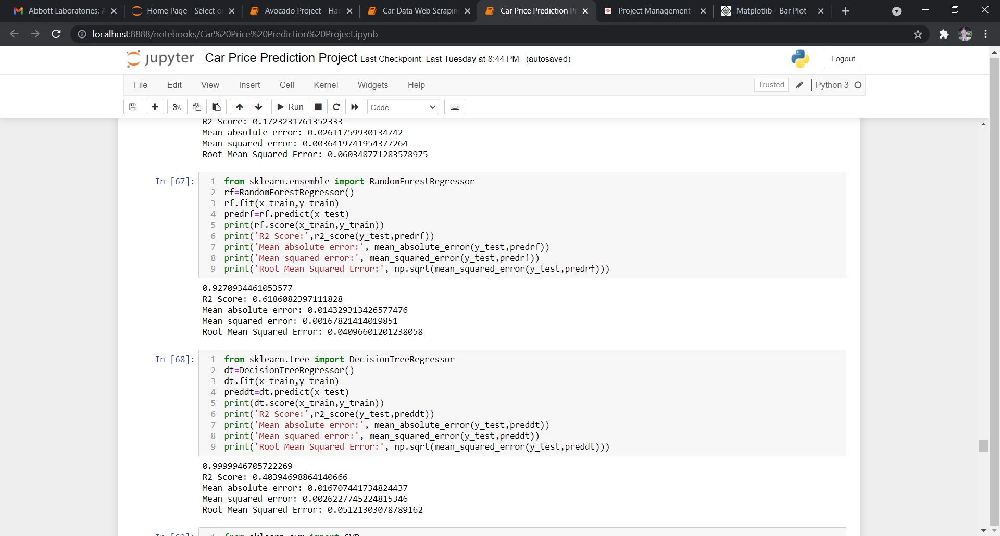 Abbott Laboratories:
Home Page - Select o
Avocado Project - Har
Car Data Web Scrapin
Car Price Prediction P
Project Management
Matplotlib - Bar Plot
localhost:8888/notebooks/Car%20Price%20Prediction%20Project.ipynb
jupyter Car Price Prediction Project Last Checkpoint: Last Tuesday at 8:44 PM (autosaved)
Logout
File Edit View Insert Cell Kernel Widgets Help
Trusted Python 3
Run Code
R2 Score: 0.1723231761352333
Mean absolute error: 0.02611759930134742
Mean squared error: 0.0036419741954377264
Root Mean Squared Error: 0.060348771283578975
In [67]:
1 from sklearn.ensemble import RandomForestRegressor
2 rf=RandomForestRegressor()
3 rf.fit(x_train,y_train)
4 predrf=rf.predict(x_test)
5 print(rf.score(x_train,y_train))
6 print('R2 Score:',r2_score(y_test,predrf))
7 print('Mean absolute error:', mean_absolute_error(y_test,predrf))
8 print('Mean squared error:', mean_squared_error(y_test,predrf))
9 print('Root Mean Squared Error:', np.sqrt(mean_squared_error(y_test,predrf)))
0.9270934461053577
R2 Score: 0.6186082397111828
Mean absolute error: 0.014329313426577476
Mean squared error: 0.00167821414019851
Root Mean Squared Error: 0.04096601201238058
In [68]:
1 from sklearn.tree import DecisionTreeRegressor
2 dt=DecisionTreeRegressor()
3 dt.fit(x_train,y_train)
4 preddt=dt.predict(x_test)
5 print(dt.score(x_train,y_train))
6 print('R2 Score:',r2_score(y_test,preddt))
7 print('Mean absolute error:', mean_absolute_error(y_test,preddt))
8 print('Mean squared error:', mean_squared_error(y_test,preddt))
9 print('Root Mean Squared Error:', np.sqrt(mean_squared_error(y_test,preddt)))
0.9999946705722269
R2 Score: 0.40394698864140666
Mean absolute error: 0.016707441734824437
Mean squared error: 0.0026227745224815346
Root Mean Squared Error: 0.05121303078789162